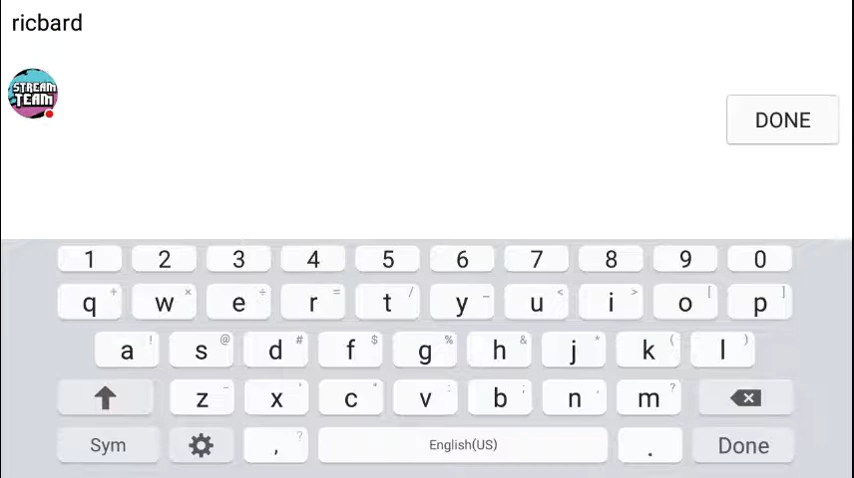 ricbard
STREAM
TEAM
DONE
1 2 3 4 5 6 7 8 9 0
q + w × e ÷ r = t / y _ u < i > o [ p ]
a ! s @ d # f $ g % h & j * k ( l )
z - x ' c " v : b ; n , m ?
Sym , ? English(US) . Done